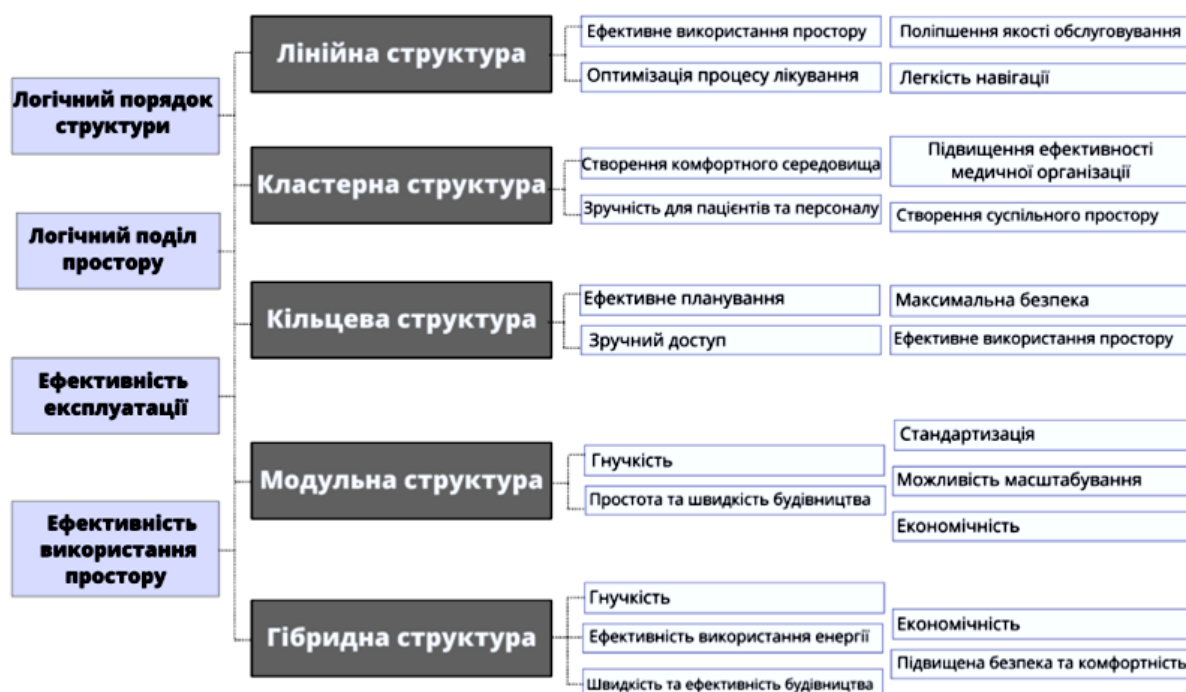 Логічний порядок
структури
Логічний поділ
простору
Ефективність
експлуатації
Ефективність
використання
простору
Лінійна структура
Ефективне використання простору
Поліпшення якості обслуговування
Оптимізація процесу лікування
Легкість навігації
Кластерна структура
Створення комфортного середовища
Підвищення ефективності
медичної організації
Зручність для пацієнтів та персоналу
Створення суспільного простору
Кільцева структура
Ефективне планування
Максимальна безпека
Зручний доступ
Ефективне використання простору
Модульна структура
Гнучкість
Простота та швидкість будівництва
Стандартизація
Можливість масштабування
Економічність
Гібридна структура
Гнучкість
Ефективність використання енергії
Швидкість та ефективність будівництва
Економічність
Підвищена безпека та комфортність